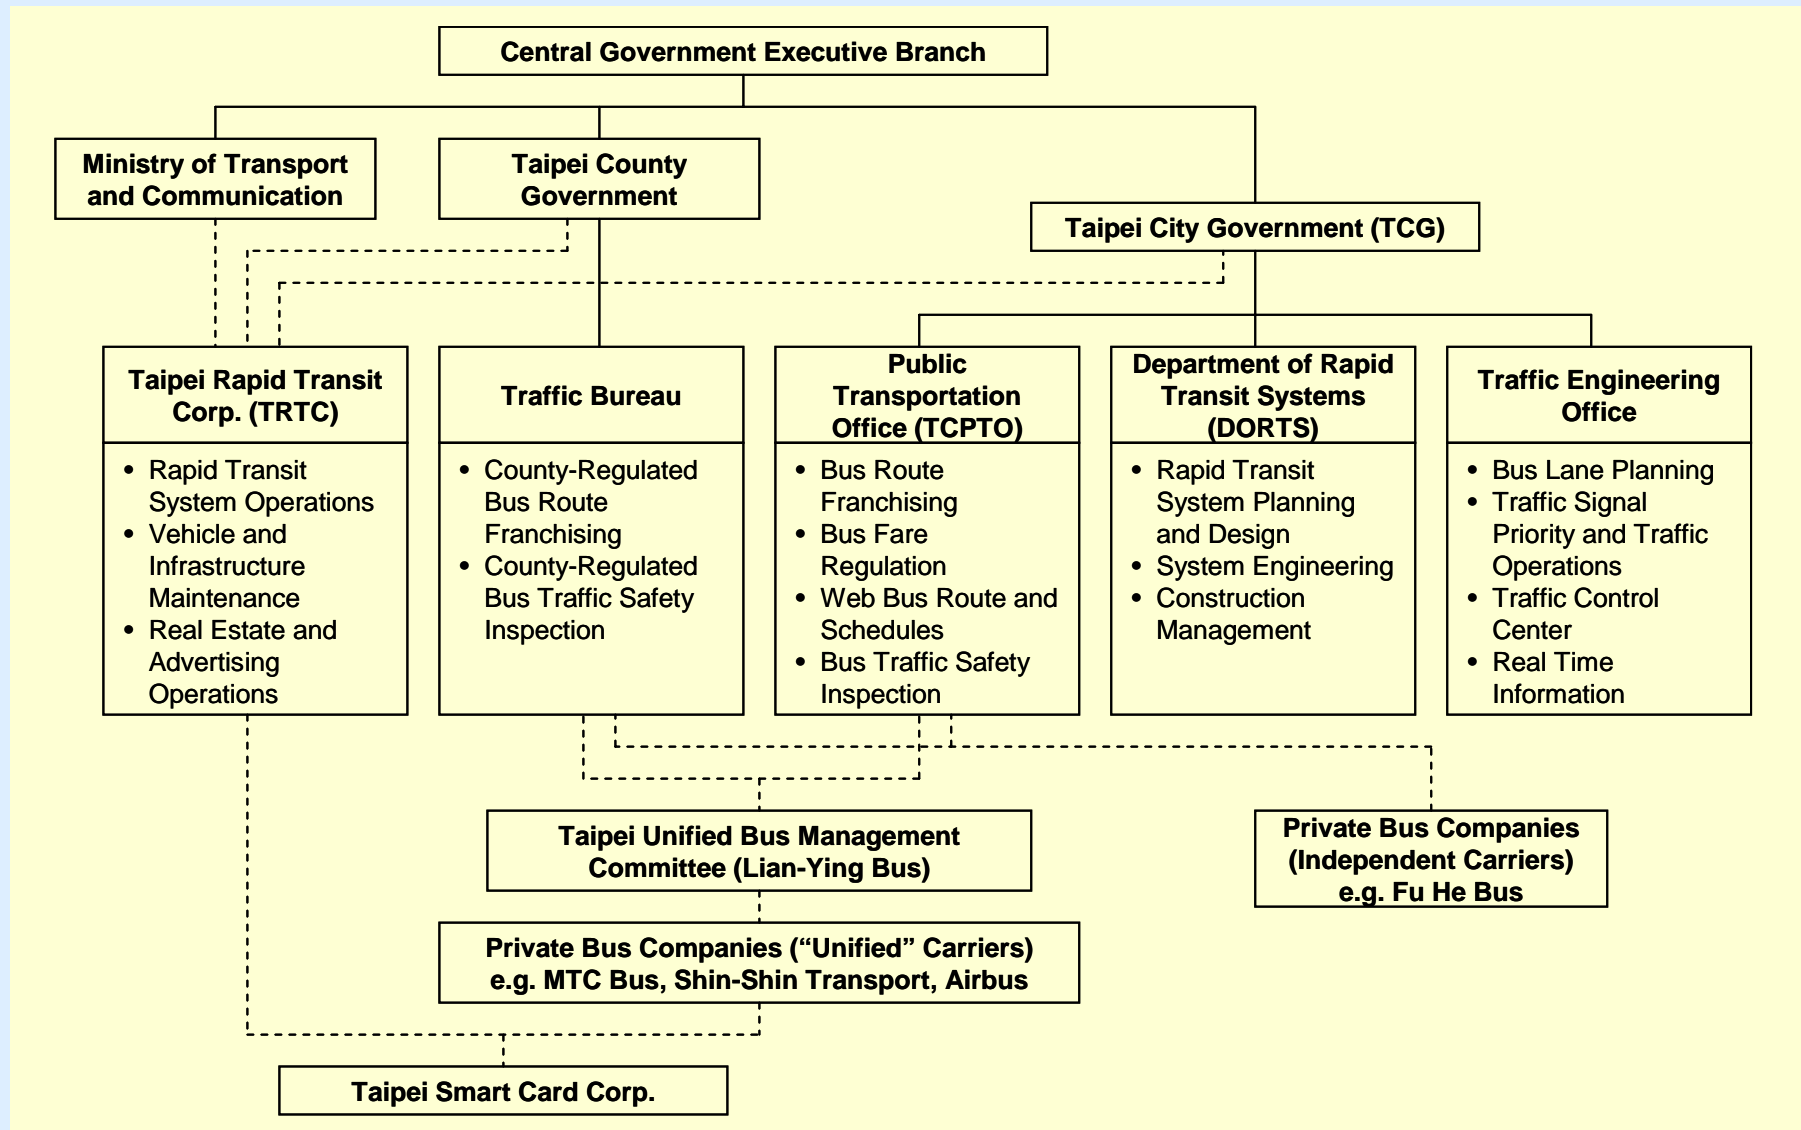 Central Government Executive Branch
Ministry of Transport
and Communication
Taipei County
Government
Taipei City Government (TCG)
Taipei Rapid Transit
Corp. (TRTC)
• Rapid Transit
System Operations
• Vehicle and
Infrastructure
Maintenance
• Real Estate and
Advertising
Operations
Traffic Bureau
• County-Regulated
Bus Route
Franchising
• County-Regulated
Bus Traffic Safety
Inspection
Public
Transportation
Office (TCPTO)
• Bus Route
Franchising
• Bus Fare
Regulation
• Web Bus Route and
Schedules
• Bus Traffic Safety
Inspection
Department of Rapid
Transit Systems
(DORTS)
• Rapid Transit
System Planning
and Design
• System Engineering
• Construction
Management
Traffic Engineering
Office
• Bus Lane Planning
• Traffic Signal
Priority and Traffic
Operations
• Traffic Control
Center
• Real Time
Information
Taipei Unified Bus Management
Committee (Lian-Ying Bus)
Private Bus Companies
(Independent Carriers)
e.g. Fu He Bus
Private Bus Companies (“Unified” Carriers)
e.g. MTC Bus, Shin-Shin Transport, Airbus
Taipei Smart Card Corp.